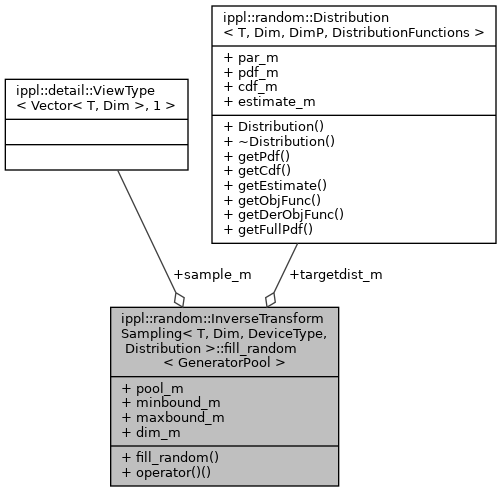 ippl::random::Distribution
< T, Dim, DimP, DistributionFunctions >
+ par_m
+ pdf_m
+ cdf_m
+ estimate_m
+ Distribution()
+ ~Distribution()
+ getPdf()
+ getCdf()
+ getEstimate()
+ getObjFunc()
+ getDerObjFunc()
+ getFullPdf()
ippl::detail::ViewType
< Vector< T, Dim >, 1 >
+sample_m
+targetdist_m
ippl::random::InverseTransform
Sampling< T, Dim, DeviceType,
Distribution >::fill_random
< GeneratorPool >
+ pool_m
+ minbound_m
+ maxbound_m
+ dim_m
+ fill_random()
+ operator()()